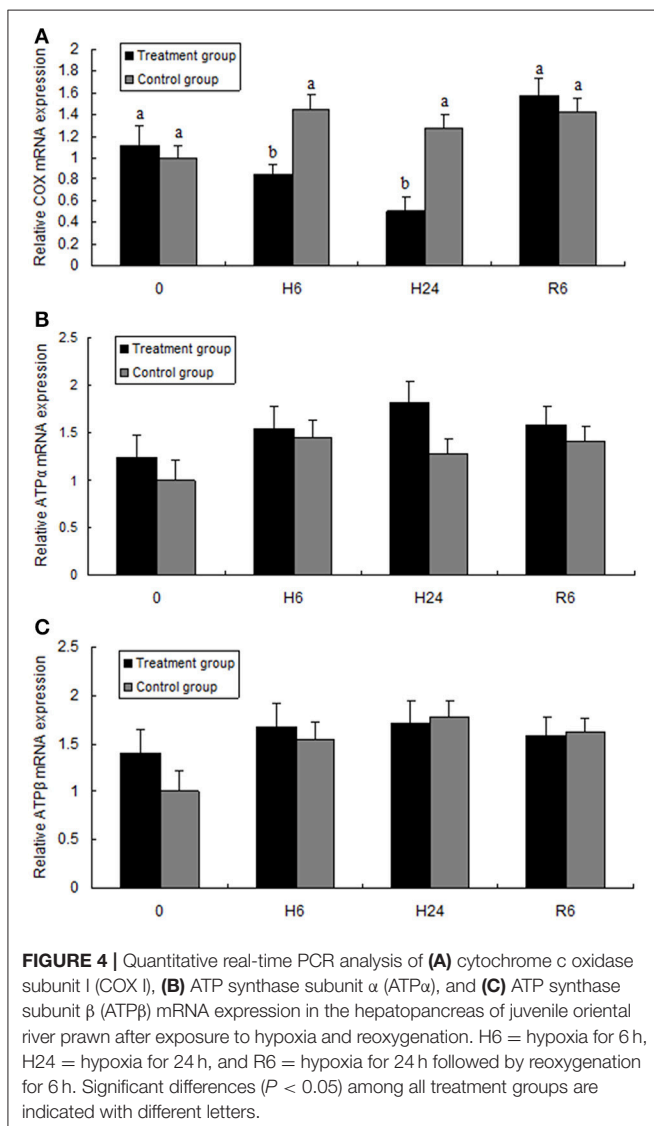 A
Relative COX mRNA expression
2
1.8
1.6
1.4
1.2
1
0.8
0.6
0.4
0.2
0
Treatment group
Control group
a a
b a
b a
a a
0 H6 H24 R6
B
Relative ATPα mRNA expression
2.5
2
1.5
1
0.5
0
Treatment group
Control group
0 H6 H24 R6
C
Relative ATPβ mRNA expression
2.5
2
1.5
1
0.5
0
Treatment group
Control group
0 H6 H24 R6
FIGURE 4 | Quantitative real-time PCR analysis of (A) cytochrome c oxidase
subunit I (COX I), (B) ATP synthase subunit α (ATPα), and (C) ATP synthase
subunit β (ATPβ) mRNA expression in the hepatopancreas of juvenile oriental
river prawn after exposure to hypoxia and reoxygenation. H6 = hypoxia for 6 h,
H24 = hypoxia for 24 h, and R6 = hypoxia for 24 h followed by reoxygenation
for 6 h. Significant differences (P < 0.05) among all treatment groups are
indicated with different letters.